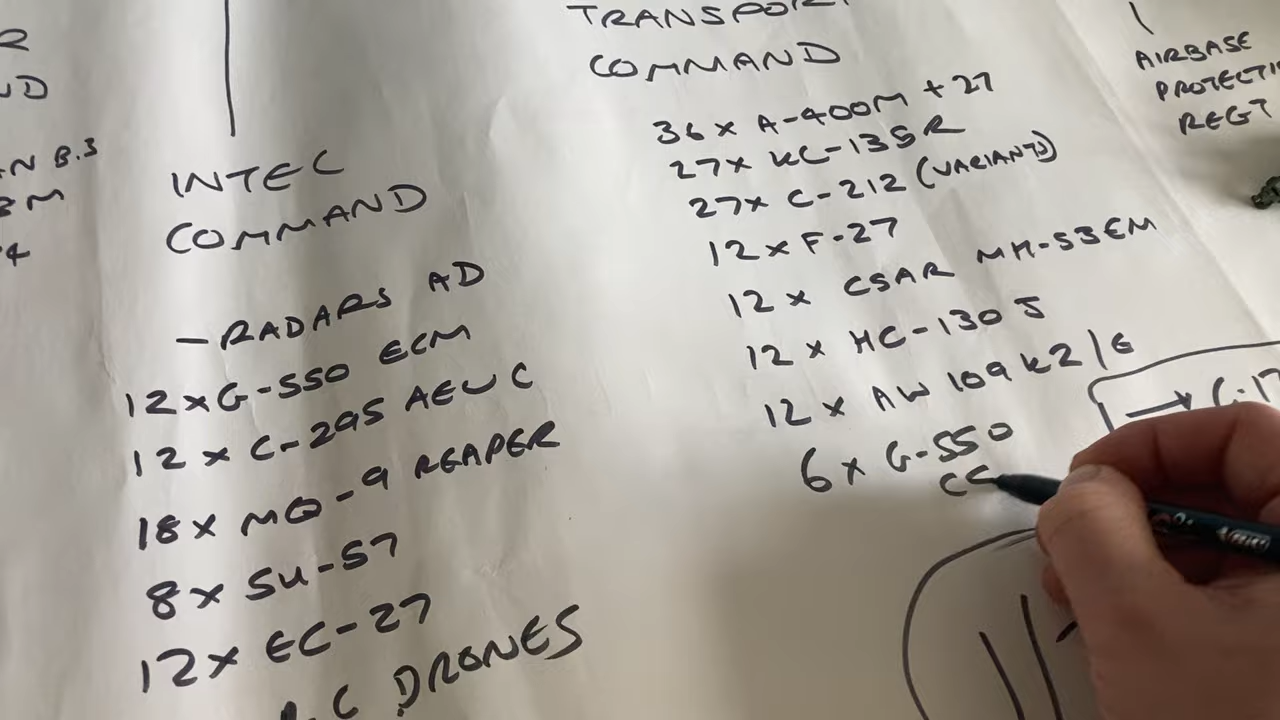 AN B.3
INTEC
COMMAND
- RADARS AD
12 x G-550 ECM
12 x C-295 AEW C
18 x MQ-9 REAPER
8 x SU-57
12 x EC-27
DRONES
TRANSPORT
COMMAND
36 x A-400M + 27
27 x KC-135R
27 x C-212 (VARIANTS)
12 x F-27
12 x CSAR MH-53EM
12 x HC-130J
12 x AW 109 K2/E
6 x G-550
AIRBASE
PROTECTI
REGT